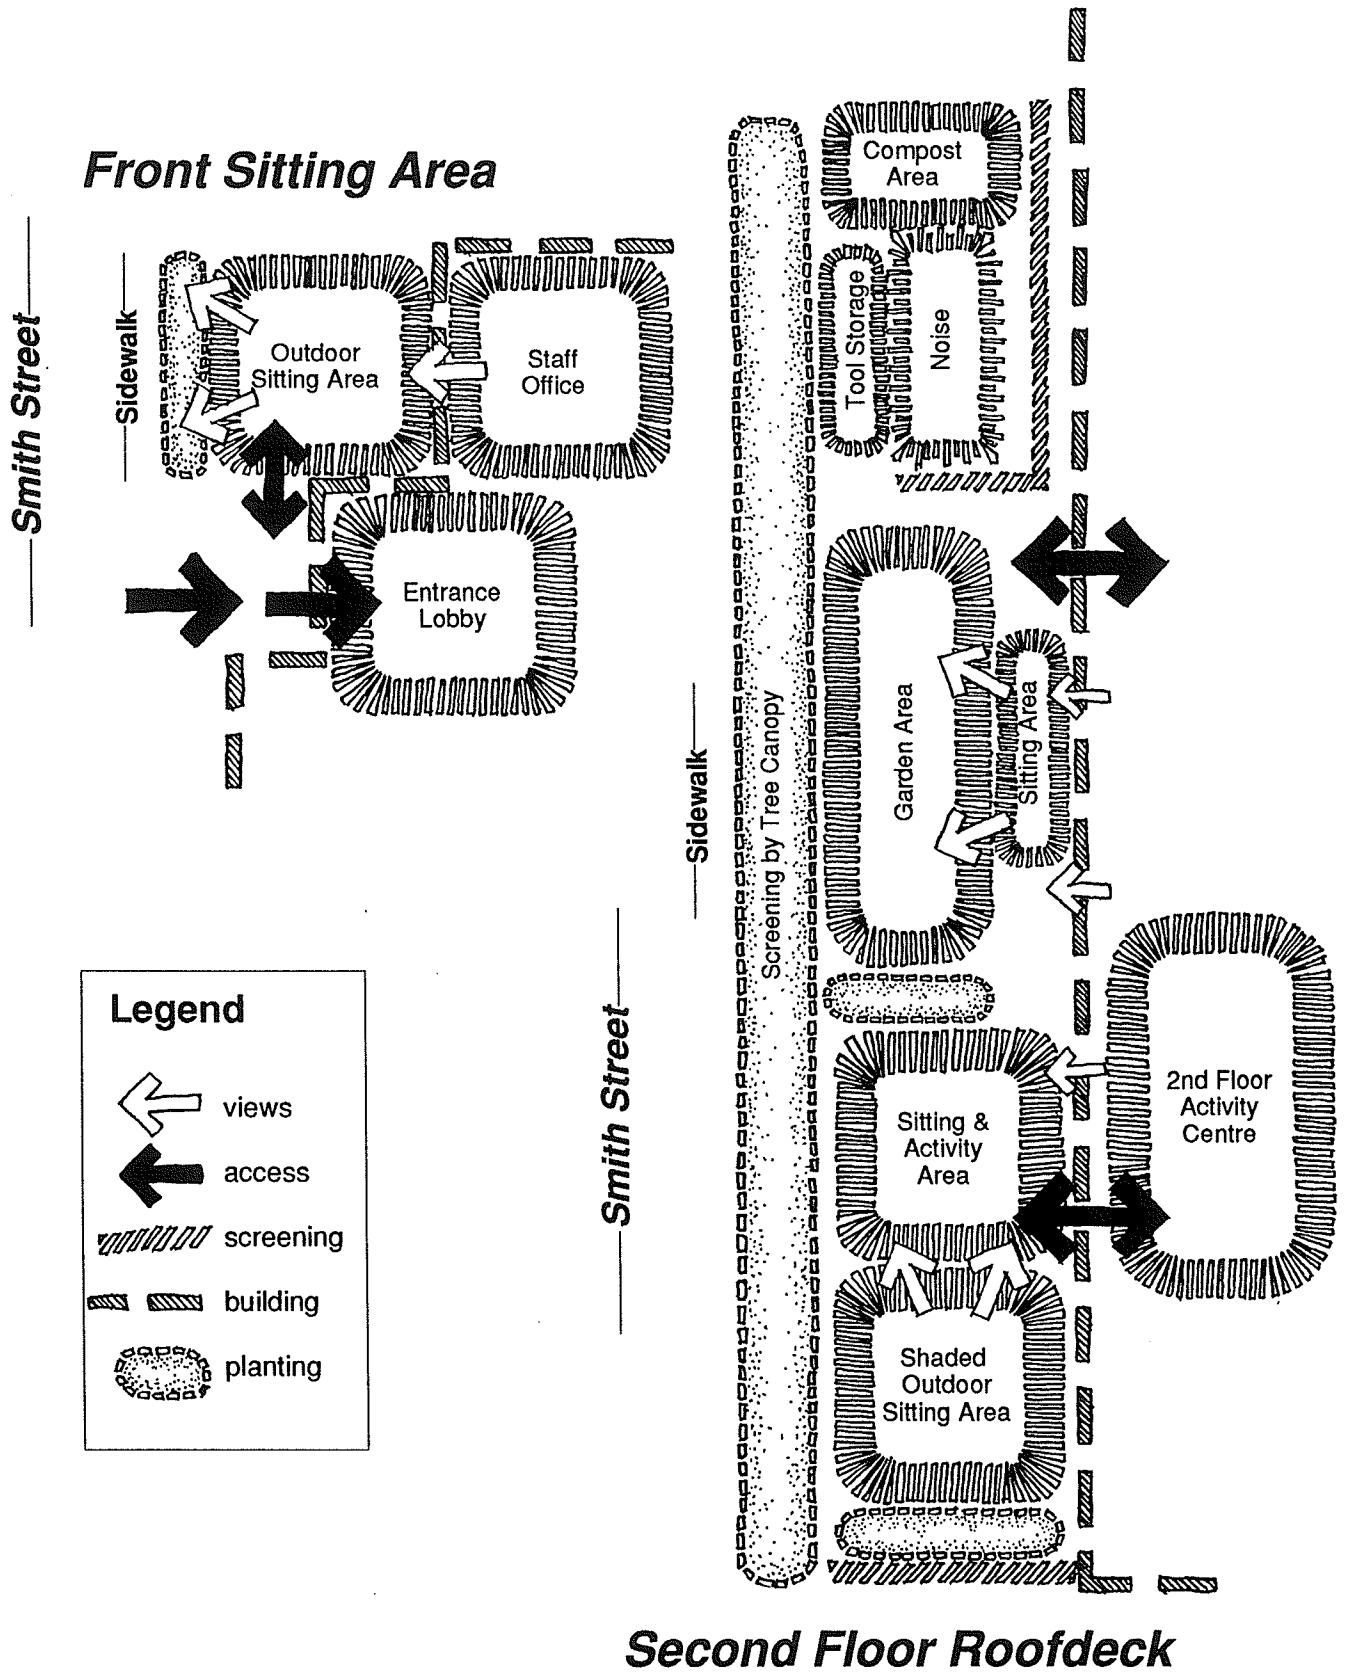 Front Sitting Area
Smith Street
Sidewalk
Outdoor
Sitting Area
Staff
Office
Entrance
Lobby
Legend
views
access
screening
building
planting
Compost
Area
Tool Storage
Noise
Screening by Tree Canopy
Garden Area
Sitting Area
Sidewalk
Smith Street
Sitting &
Activity
Area
2nd Floor
Activity
Centre
Shaded
Outdoor
Sitting Area
Second Floor Roofdeck